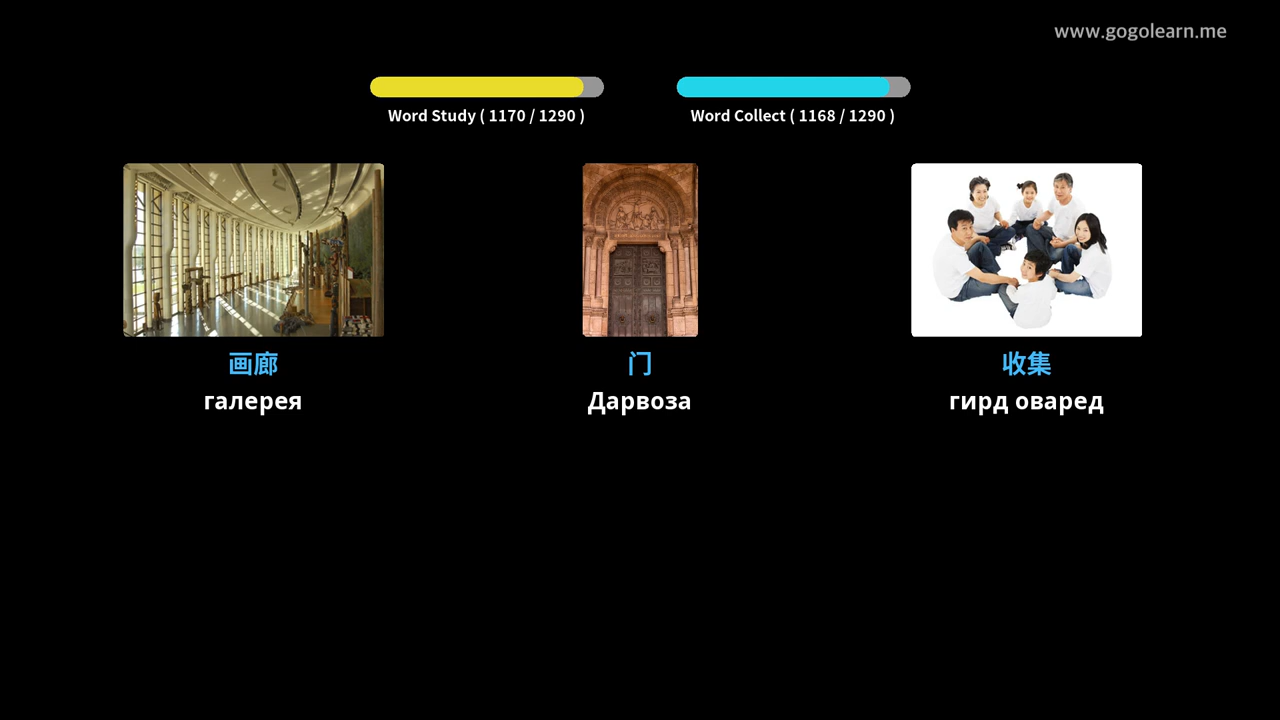 www.gogolearn.me
Word Study ( 1170 / 1290 )
Word Collect ( 1168 / 1290 )
画廊
галерея
门
Дарвоза
收集
гирд оваред